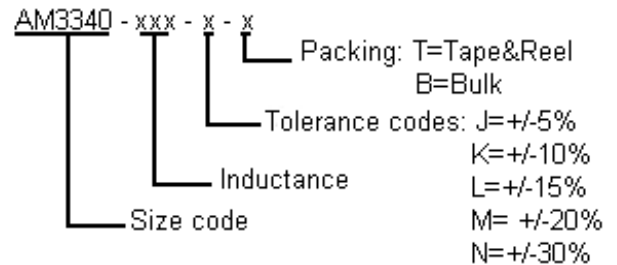 AM3340 - xxx - x - x
Packing: T=Tape&Reel
B=Bulk
Tolerance codes: J=+/-5%
K=+/-10%
Inductance
L=+/-15%
Size code
M= +/-20%
N=+/-30%